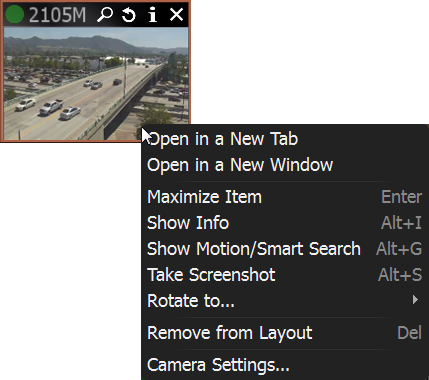 2105M
Open in a New Tab
Open in a New Window
Maximize Item Enter
Show Info Alt+I
Show Motion/Smart Search Alt+G
Take Screenshot Alt+S
Rotate to...
Remove from Layout Del
Camera Settings...